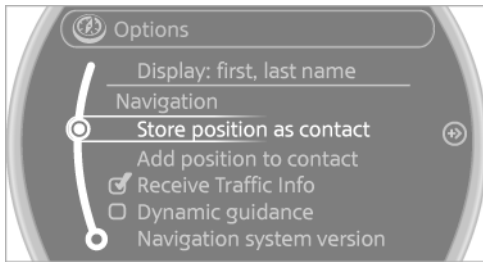 Options
Display: first, last name
Navigation
Store position as contact
Add position to contact
Receive Traffic Info
Dynamic guidance
Navigation system version